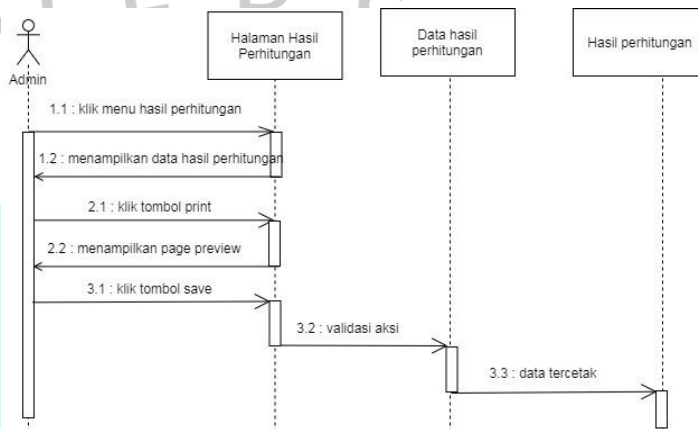 Admin
Halaman Hasil
Perhitungan
Data hasil
perhitungan
Hasil perhitungan
1.1 : klik menu hasil perhitungan
1.2 : menampilkan data hasil perhitungan
2.1 : klik tombol print
2.2 : menampilkan page preview
3.1 : klik tombol save
3.2 : validasi aksi
3.3 : data tercetak